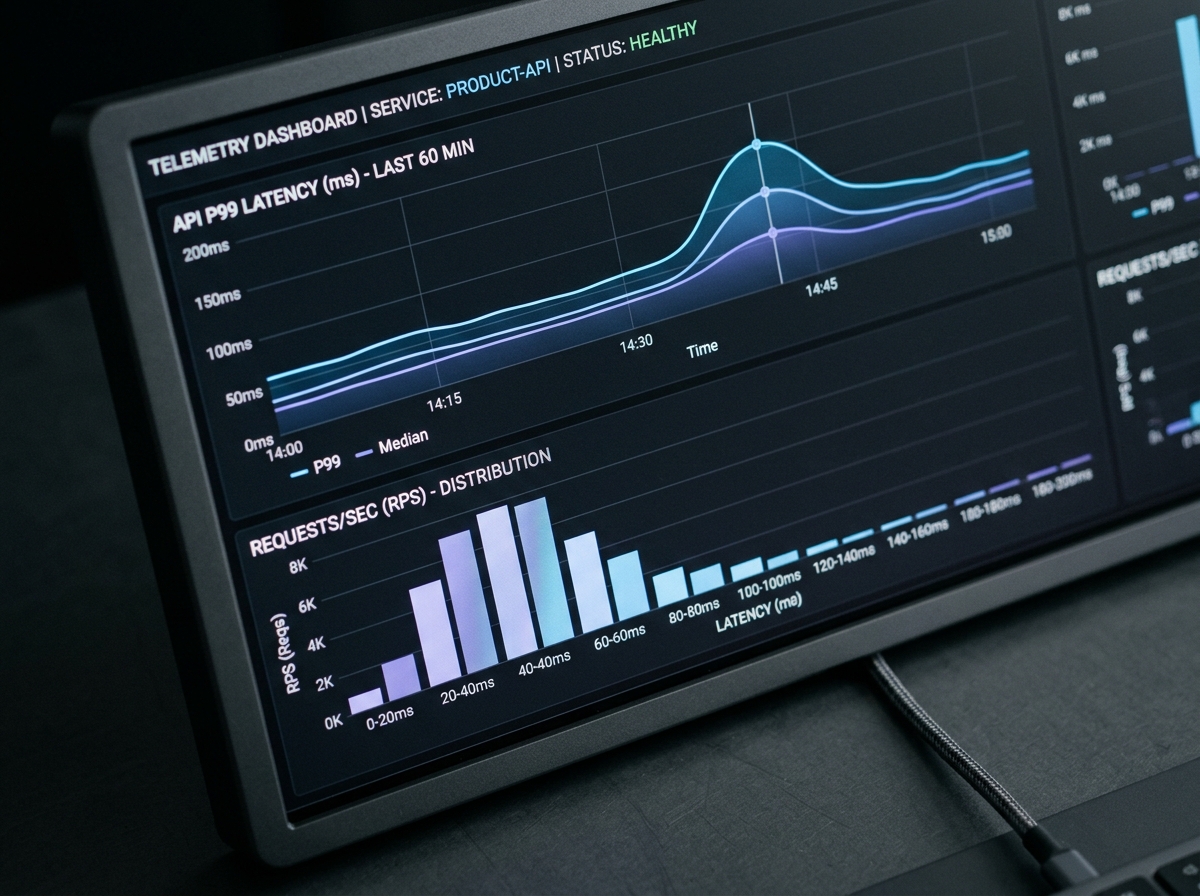 TELEMETRY DASHBOARD | SERVICE: PRODUCT-API | STATUS: HEALTHY
API P99 LATENCY (ms) - LAST 60 MIN
200ms
150ms
100ms
50ms
0ms
14:00
14:15
14:30
14:45
15:00
Time
P99
Median
REQUESTS/SEC (RPS) - DISTRIBUTION
RPS (Reqs)
8K
6K
4K
2K
0K
0-20ms
20-40ms
40-40ms
60-60ms
80-80ms
100-100ms
120-140ms
140-160ms
180-180ms
180-200ms
LATENCY (ms)
8K ms
6K ms
4K ms
2K ms
0K
14:00
P99
REQUESTS/SEC
8K
6K
4K